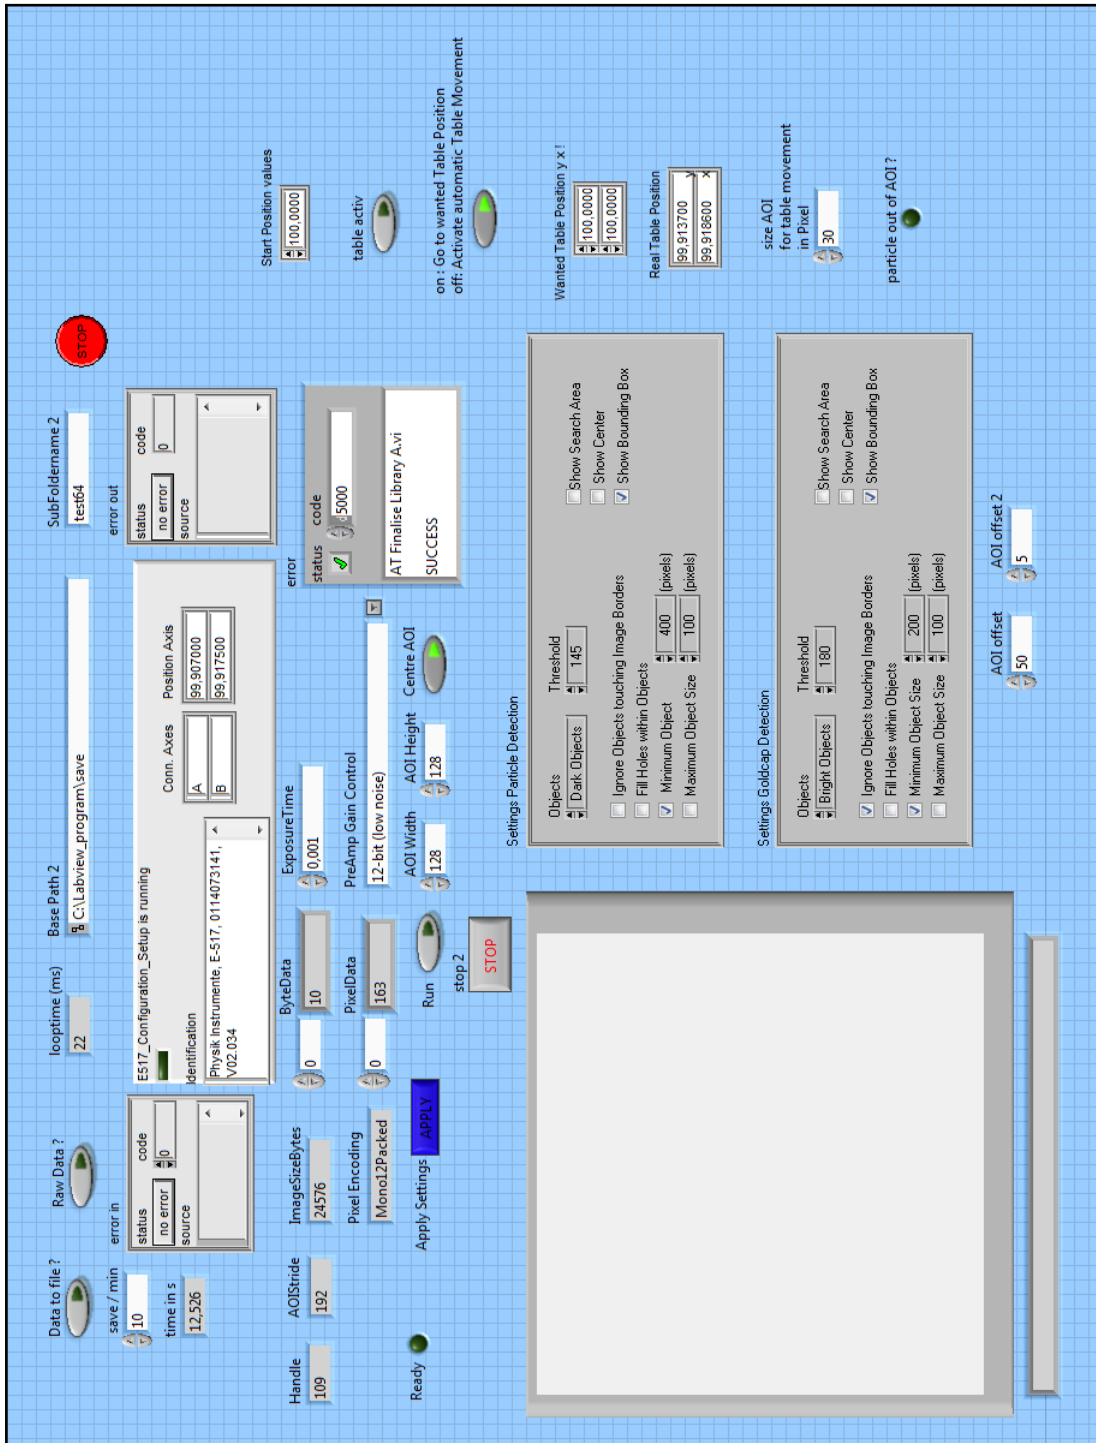 Data to file ?
Raw Data ?
looptime (ms)
22
Base Path 2
C:\Labview_program\save
SubFoldername 2
test64
STOP
save / min
10
time in s
12,526
error in
status
code
no error
0
source
E517_Configuration_Setup is running
Identification
Physik Instrumente, E-517, 0114073141,
V02.034
Conn. Axes
A
B
Position Axis
99,907000
99,917500
error out
status
code
no error
0
source
Start Position values
100,0000
table activ
on : Go to wanted Table Position
off: Activate automatic Table Movement
Handle
109
AOIStride
192
ImageSizeBytes
24576
ByteData
0
10
ExposureTime
0,001
error
status
code
5000
AT Finalise Library A.vi
SUCCESS
Pixel Encoding
Mono12Packed
PixelData
0
163
PreAmp Gain Control
12-bit (low noise)
Ready
Apply Settings
APPLY
Run
AOI Width
128
AOI Height
128
Centre AOI
stop 2
STOP
Wanted Table Position y x !
100,0000
100,0000
Real Table Position
99,913700 y
99,918600 x
size AOI
for table movement
in Pixel
30
particle out of AOI ?
Settings Particle Detection
Objects
Dark Objects
Threshold
145
Ignore Objects touching Image Borders
Fill Holes within Objects
Minimum Object
400 (pixels)
Maximum Object Size
100 (pixels)
Show Search Area
Show Center
Show Bounding Box
Settings Goldcap Detection
Objects
Bright Objects
Threshold
180
Ignore Objects touching Image Borders
Fill Holes within Objects
Minimum Object Size
200 (pixels)
Maximum Object Size
100 (pixels)
Show Search Area
Show Center
Show Bounding Box
AOI offset
50
AOI offset 2
5